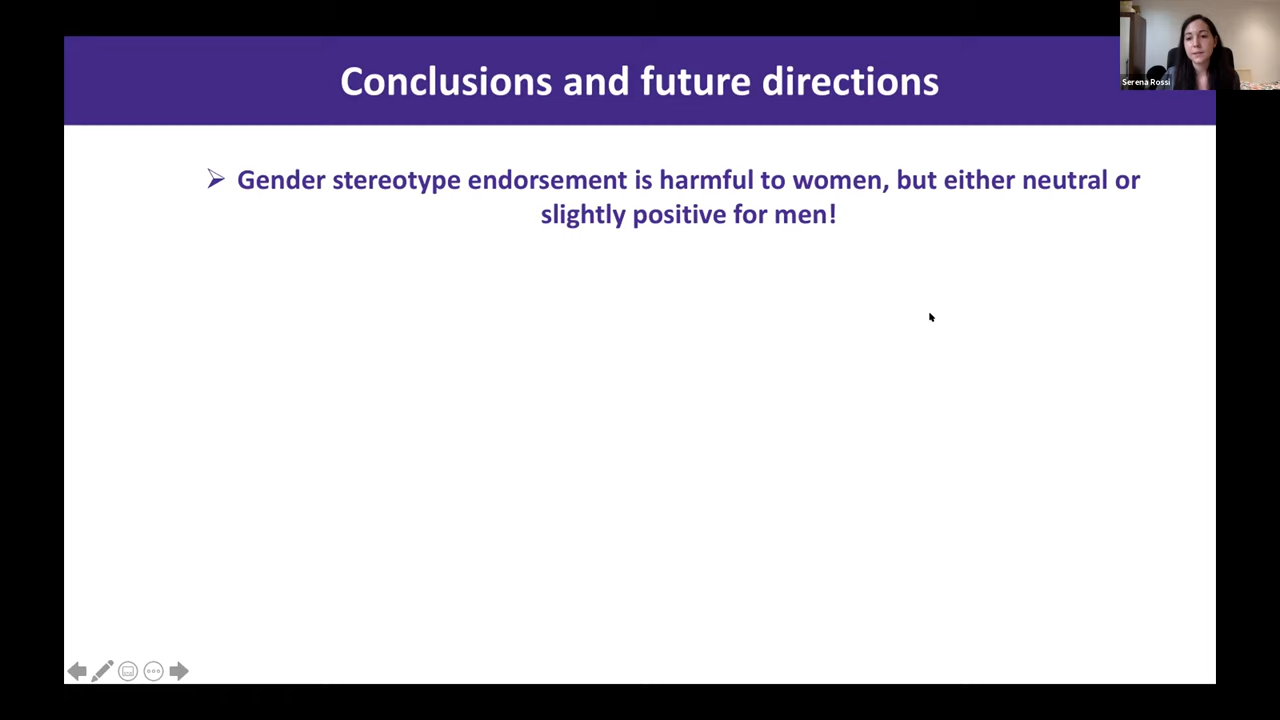 Conclusions and future directions
Serena Rossi
➢ Gender stereotype endorsement is harmful to women, but either neutral or
slightly positive for men!